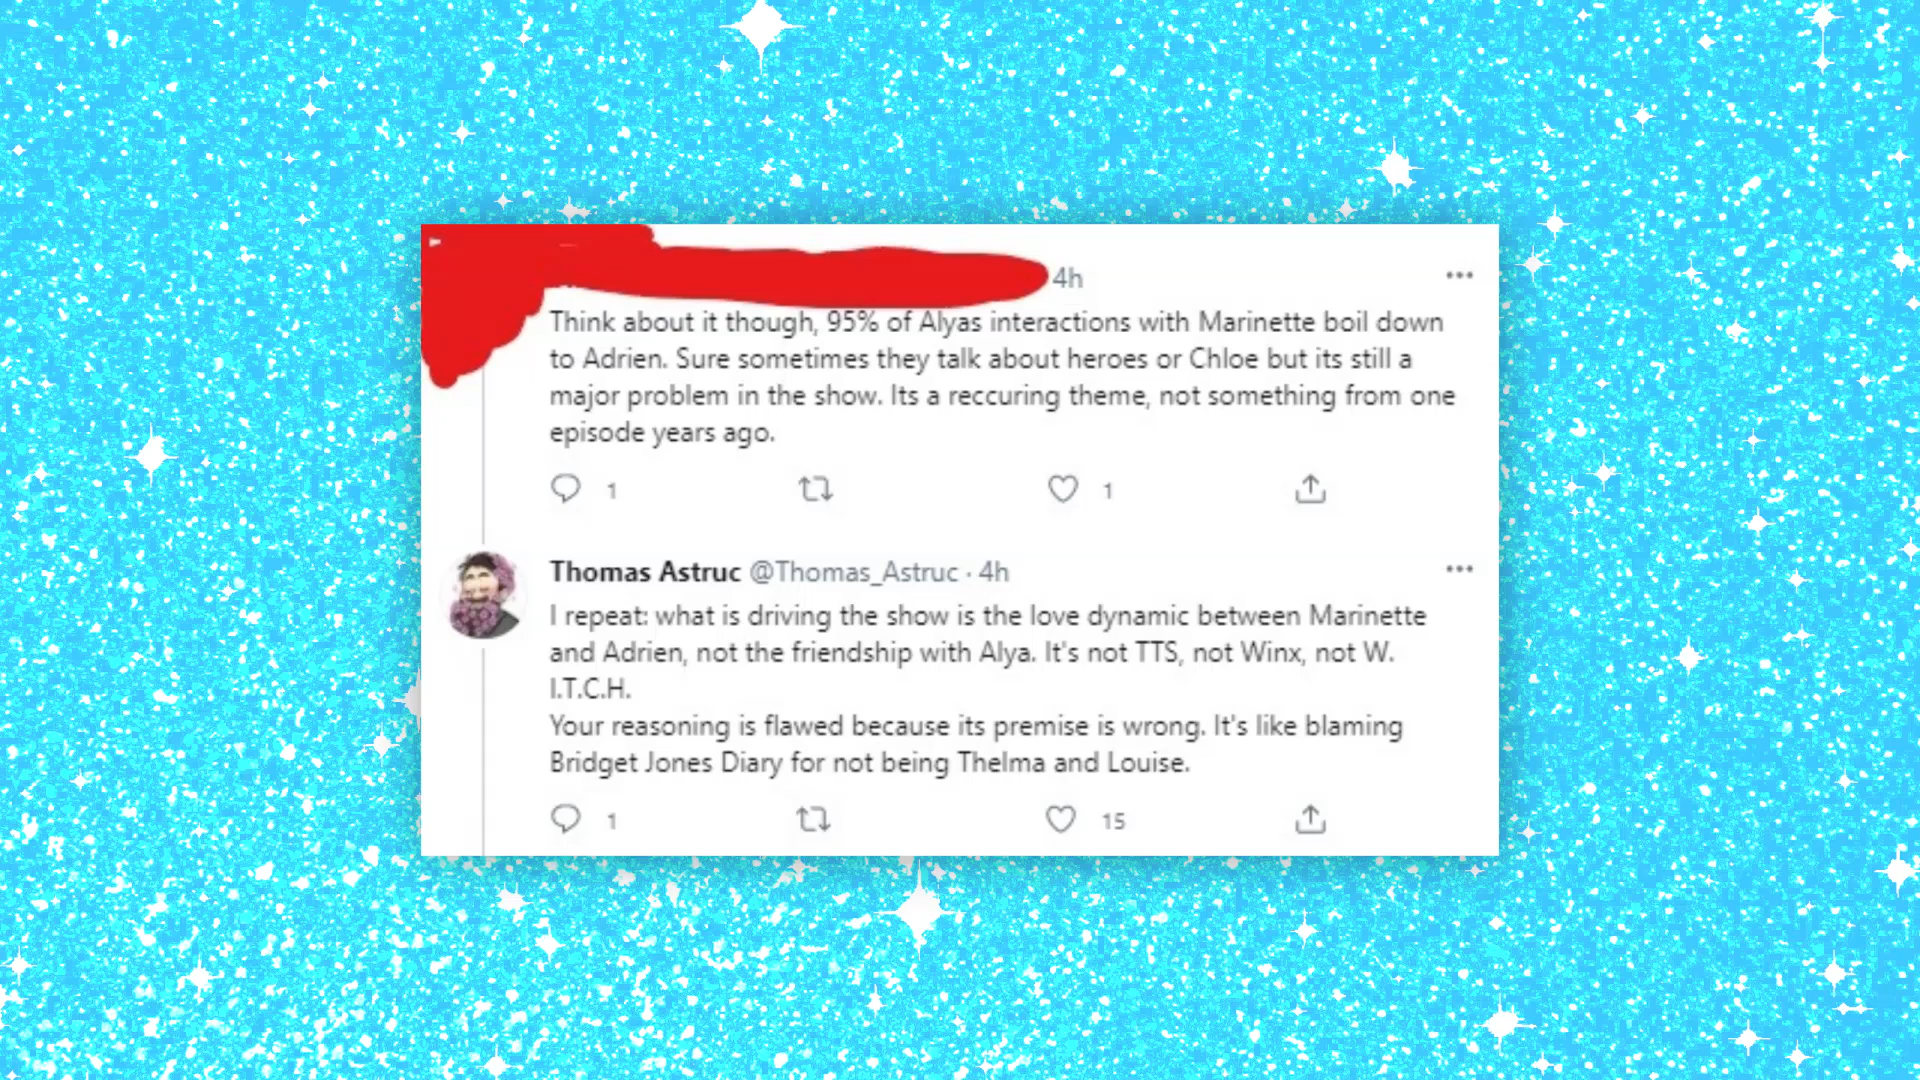 4h
Think about it though, 95% of Alyas interactions with Marinette boil down
to Adrien. Sure sometimes they talk about heroes or Chloe but its still a
major problem in the show. Its a reccuring theme, not something from one
episode years ago.
1 1
Thomas Astruc @Thomas_Astruc · 4h
I repeat: what is driving the show is the love dynamic between Marinette
and Adrien, not the friendship with Alya. It's not TTS, not Winx, not W.
I.T.C.H.
Your reasoning is flawed because its premise is wrong. It's like blaming
Bridget Jones Diary for not being Thelma and Louise.
1 15